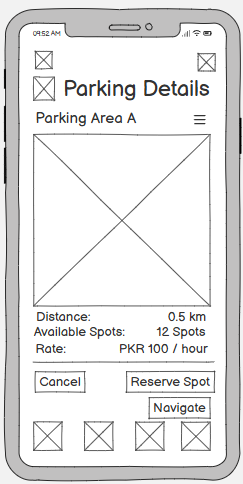 09:52 AM
Parking Details
Parking Area A
Distance: 0.5 km
Available Spots: 12 Spots
Rate: PKR 100 / hour
Cancel Reserve Spot
Navigate